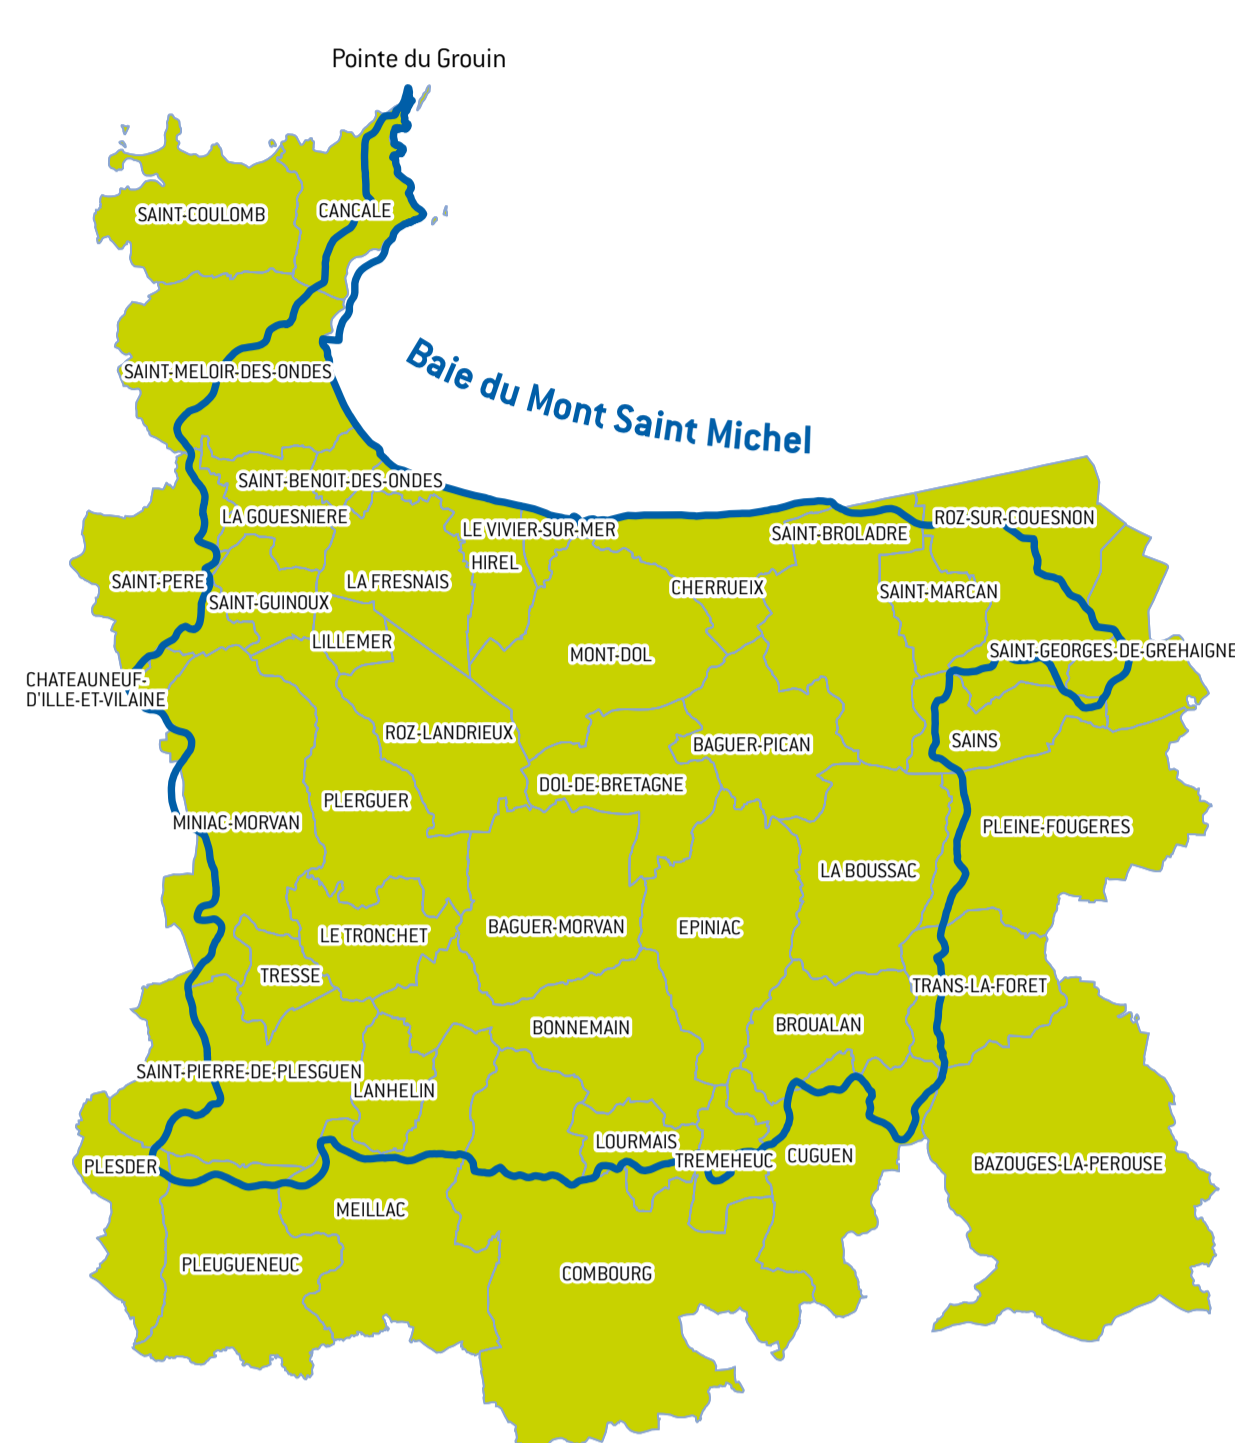 Pointe du Grouin
SAINT-COULOMB
CANCALE
Baie du Mont Saint Michel
SAINT-MELOIR-DES-ONDES
SAINT-BENOIT-DES-ONDES
LA GOUESNIERE
LE VIVIER-SUR-MER
SAINT-BROLADRE
ROZ-SUR-COUESNON
HIREL
SAINT-PERE
LA FRESNAIS
CHERRUEIX
SAINT-MARCAN
SAINT-GUINOUX
LILLEMER
MONT-DOL
SAINT-GEORGES-DE-GREHAIGNE
CHATEAUNEUF-
D'ILLE-ET-VILAINE
ROZ-LANDRIEUX
BAGUER-PICAN
SAINS
DOL-DE-BRETAGNE
PLERGUER
MINIAC-MORVAN
PLEINE-FOUGERES
LA BOUSSAC
LE TRONCHET
BAGUER-MORVAN
EPINIAC
TRESSE
TRANS-LA-FORET
BONNEMAIN
BROUALAN
SAINT-PIERRE-DE-PLESGUEN
LANHELIN
LOURMAIS
TREMEHEUC
CUGUEN
PLESDER
BAZOUGES-LA-PEROUSE
MEILLAC
PLEUGUENEUC
COMBOURG